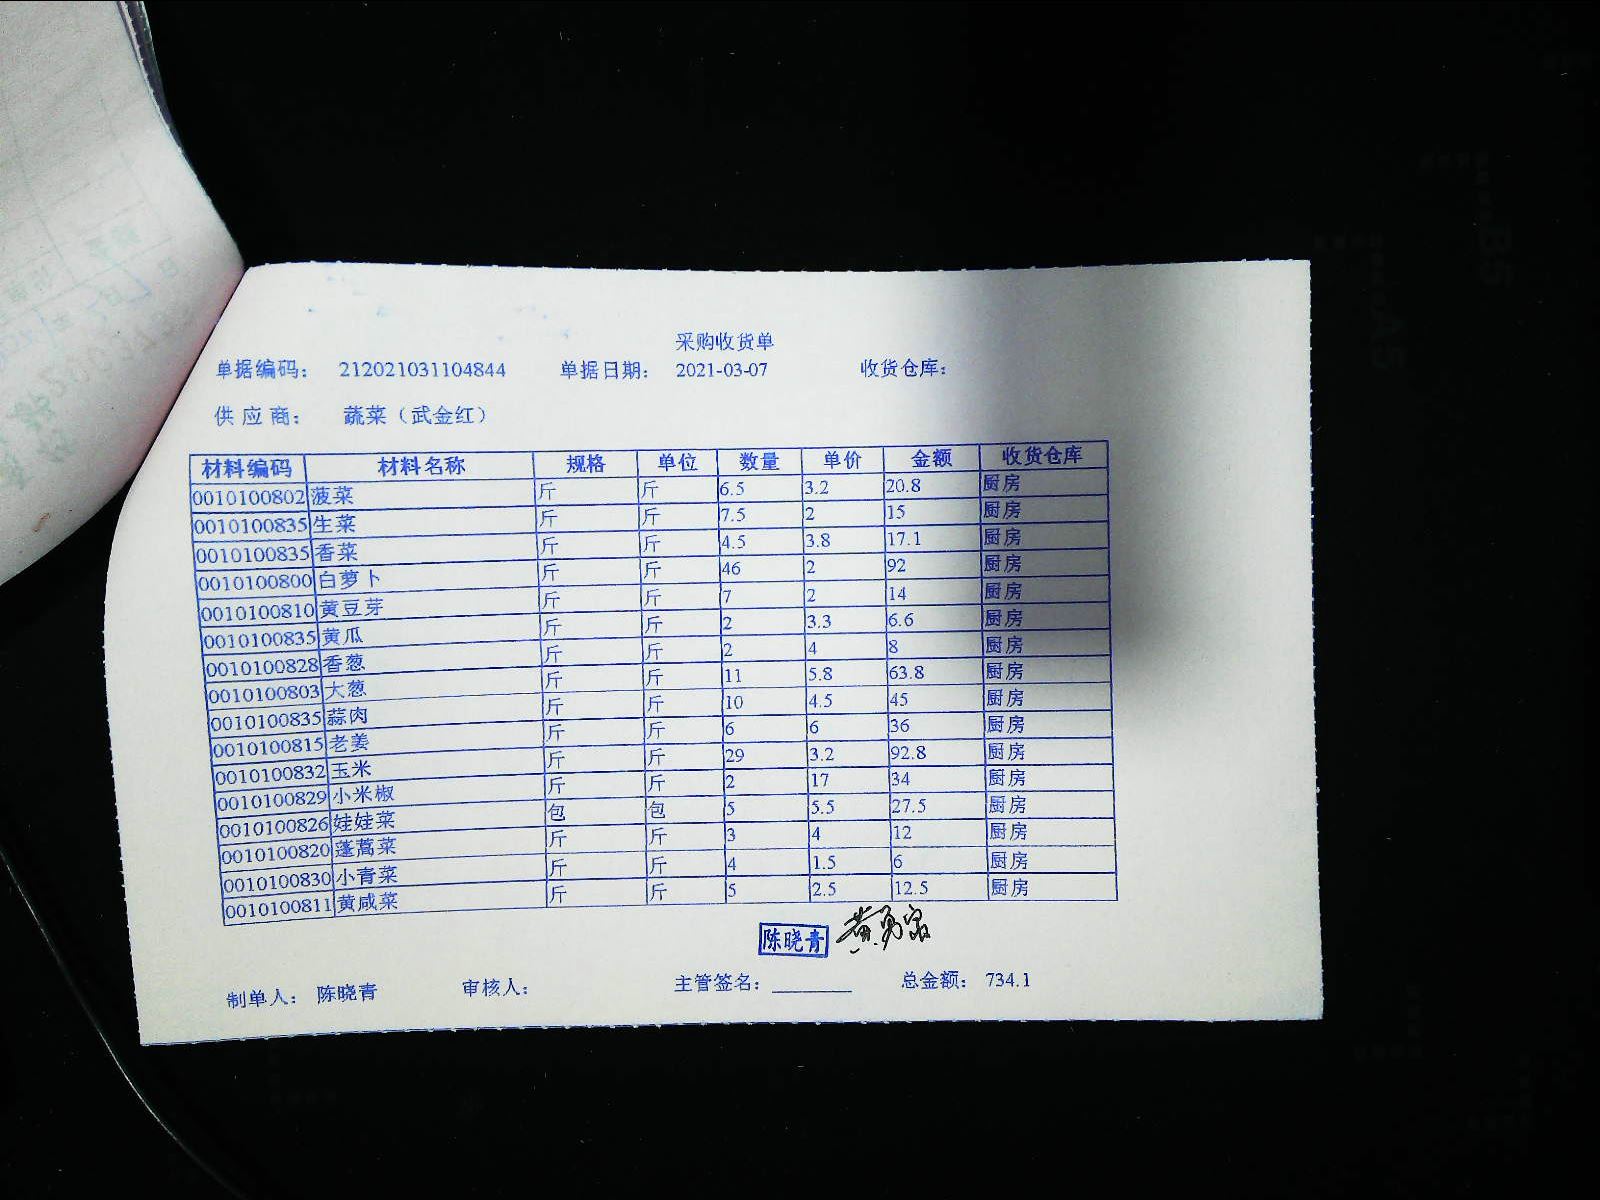 采购收货单
单据编码： 212021031104844 单据日期： 2021-03-07 收货仓库：
供 应 商： 蔬菜（武金红）
材料编码 材料名称 规格 单位 数量 单价 金额 收货仓库
0010100802 菠菜 斤 斤 6.5 3.2 20.8 厨房
0010100835 生菜 斤 斤 7.5 2 15 厨房
0010100835 香菜 斤 斤 4.5 3.8 17.1 厨房
0010100800 白萝卜 斤 斤 46 2 92 厨房
0010100810 黄豆芽 斤 斤 7 2 14 厨房
0010100835 黄瓜 斤 斤 2 3.3 6.6 厨房
0010100828 香葱 斤 斤 2 4 8 厨房
0010100803 大葱 斤 斤 11 5.8 63.8 厨房
0010100835 蒜肉 斤 斤 10 4.5 45 厨房
0010100815 老姜 斤 斤 6 6 36 厨房
0010100832 玉米 斤 斤 29 3.2 92.8 厨房
0010100829 小米椒 斤 斤 2 17 34 厨房
0010100826 娃娃菜 包 包 5 5.5 27.5 厨房
0010100820 蓬蒿菜 斤 斤 3 4 12 厨房
0010100830 小青菜 斤 斤 4 1.5 6 厨房
0010100811 黄咸菜 斤 斤 5 2.5 12.5 厨房
陈晓青
制单人： 陈晓青 审核人： 主管签名： 总金额： 734.1